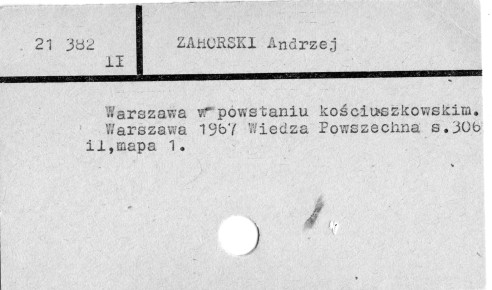 21 382
II
ZAHORSKI Andrzej
Warszawa w powstaniu kościuszkowskim.
Warszawa 1967 Wiedza Powszechna s.306
il,mapa 1.